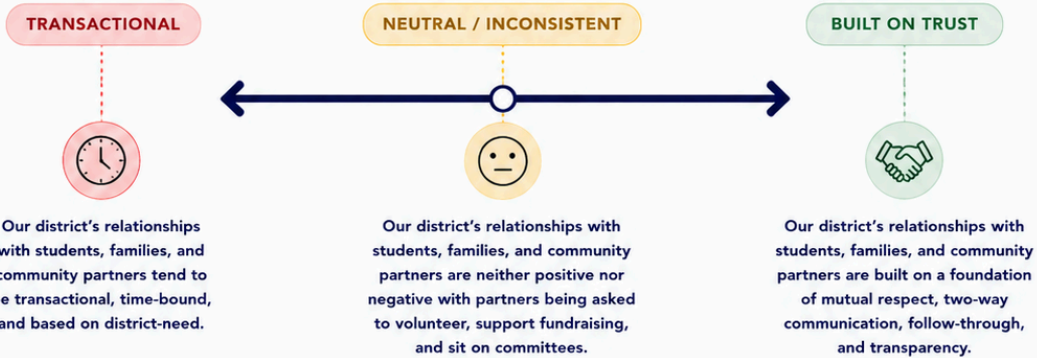 TRANSACTIONAL
NEUTRAL / INCONSISTENT
BUILT ON TRUST
Our district's relationships
with students, families, and
community partners tend to
transactional, time-bound,
and based on district-need.
Our district's relationships with
students, families, and community
partners are neither positive nor
negative with partners being asked
to volunteer, support fundraising,
and sit on committees.
Our district's relationships with
students, families, and community
partners are built on a foundation
of mutual respect, two-way
communication, follow-through,
and transparency.